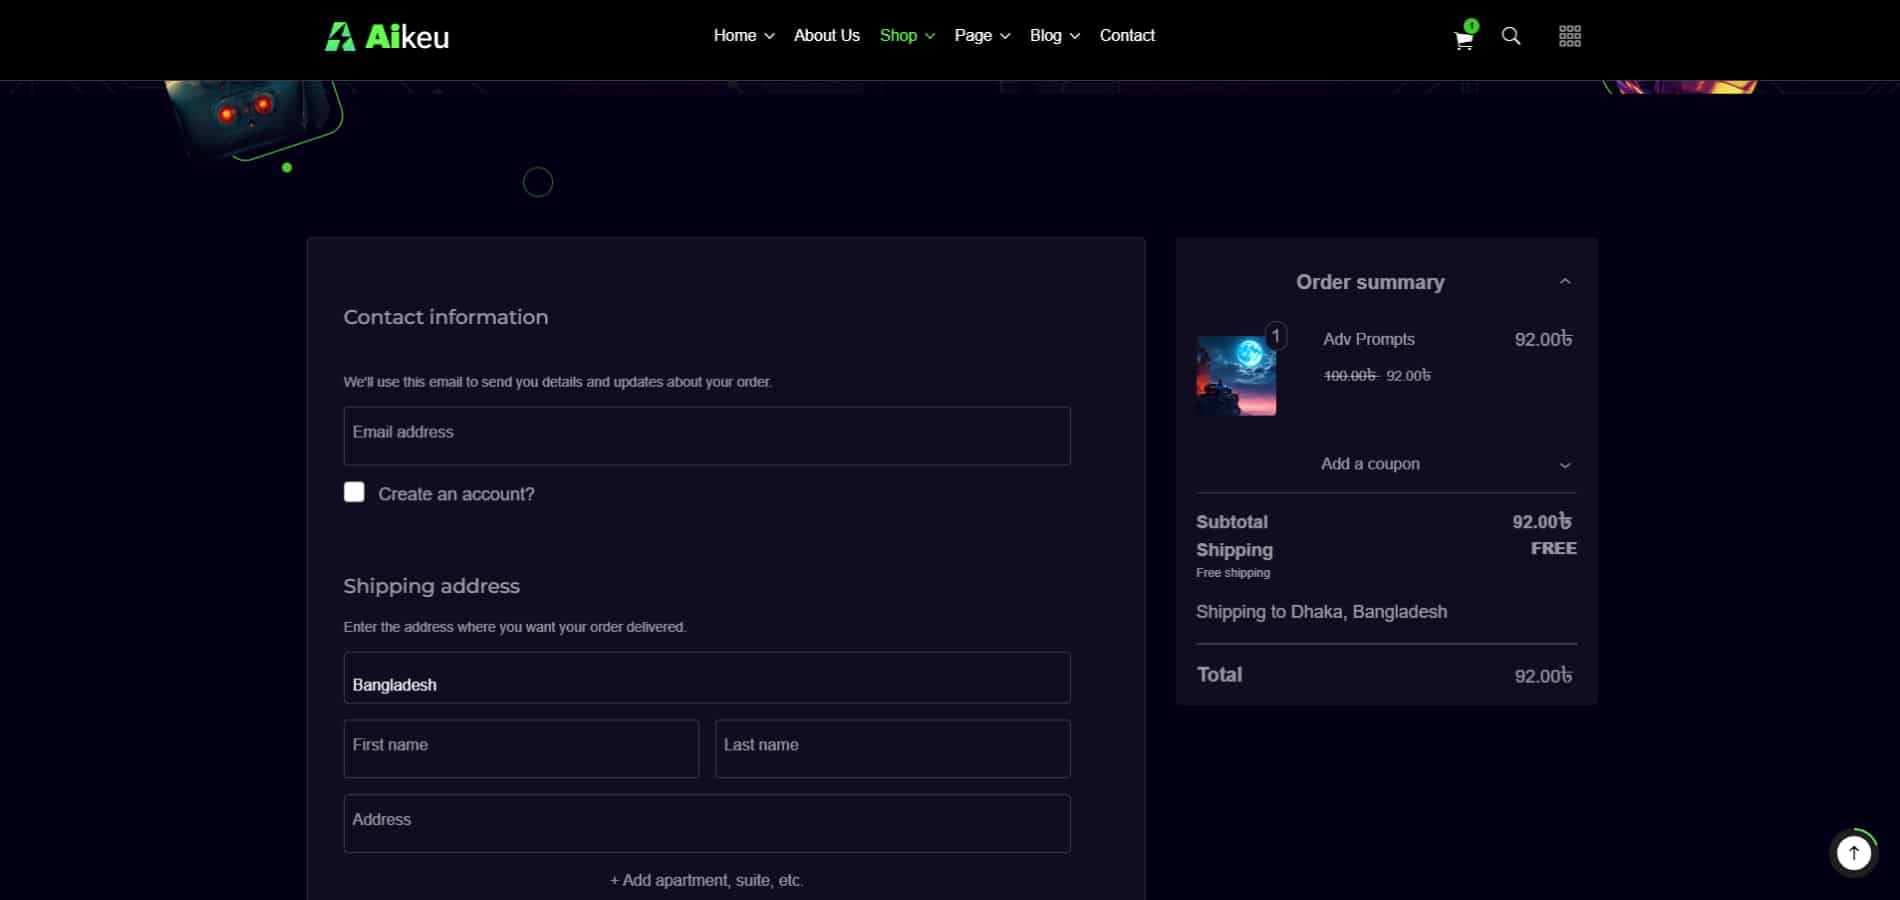 Aikeu
Home About Us Shop Page Blog Contact
1
Contact information
We'll use this email to send you details and updates about your order.
Email address
Create an account?
Shipping address
Enter the address where you want your order delivered.
Bangladesh
First name Last name
Address
+ Add apartment, suite, etc.
Order summary
1
Adv Prompts 92.00৳
100.00৳ 92.00৳
Add a coupon
Subtotal 92.00৳
Shipping FREE
Free shipping
Shipping to Dhaka, Bangladesh
Total 92.00৳